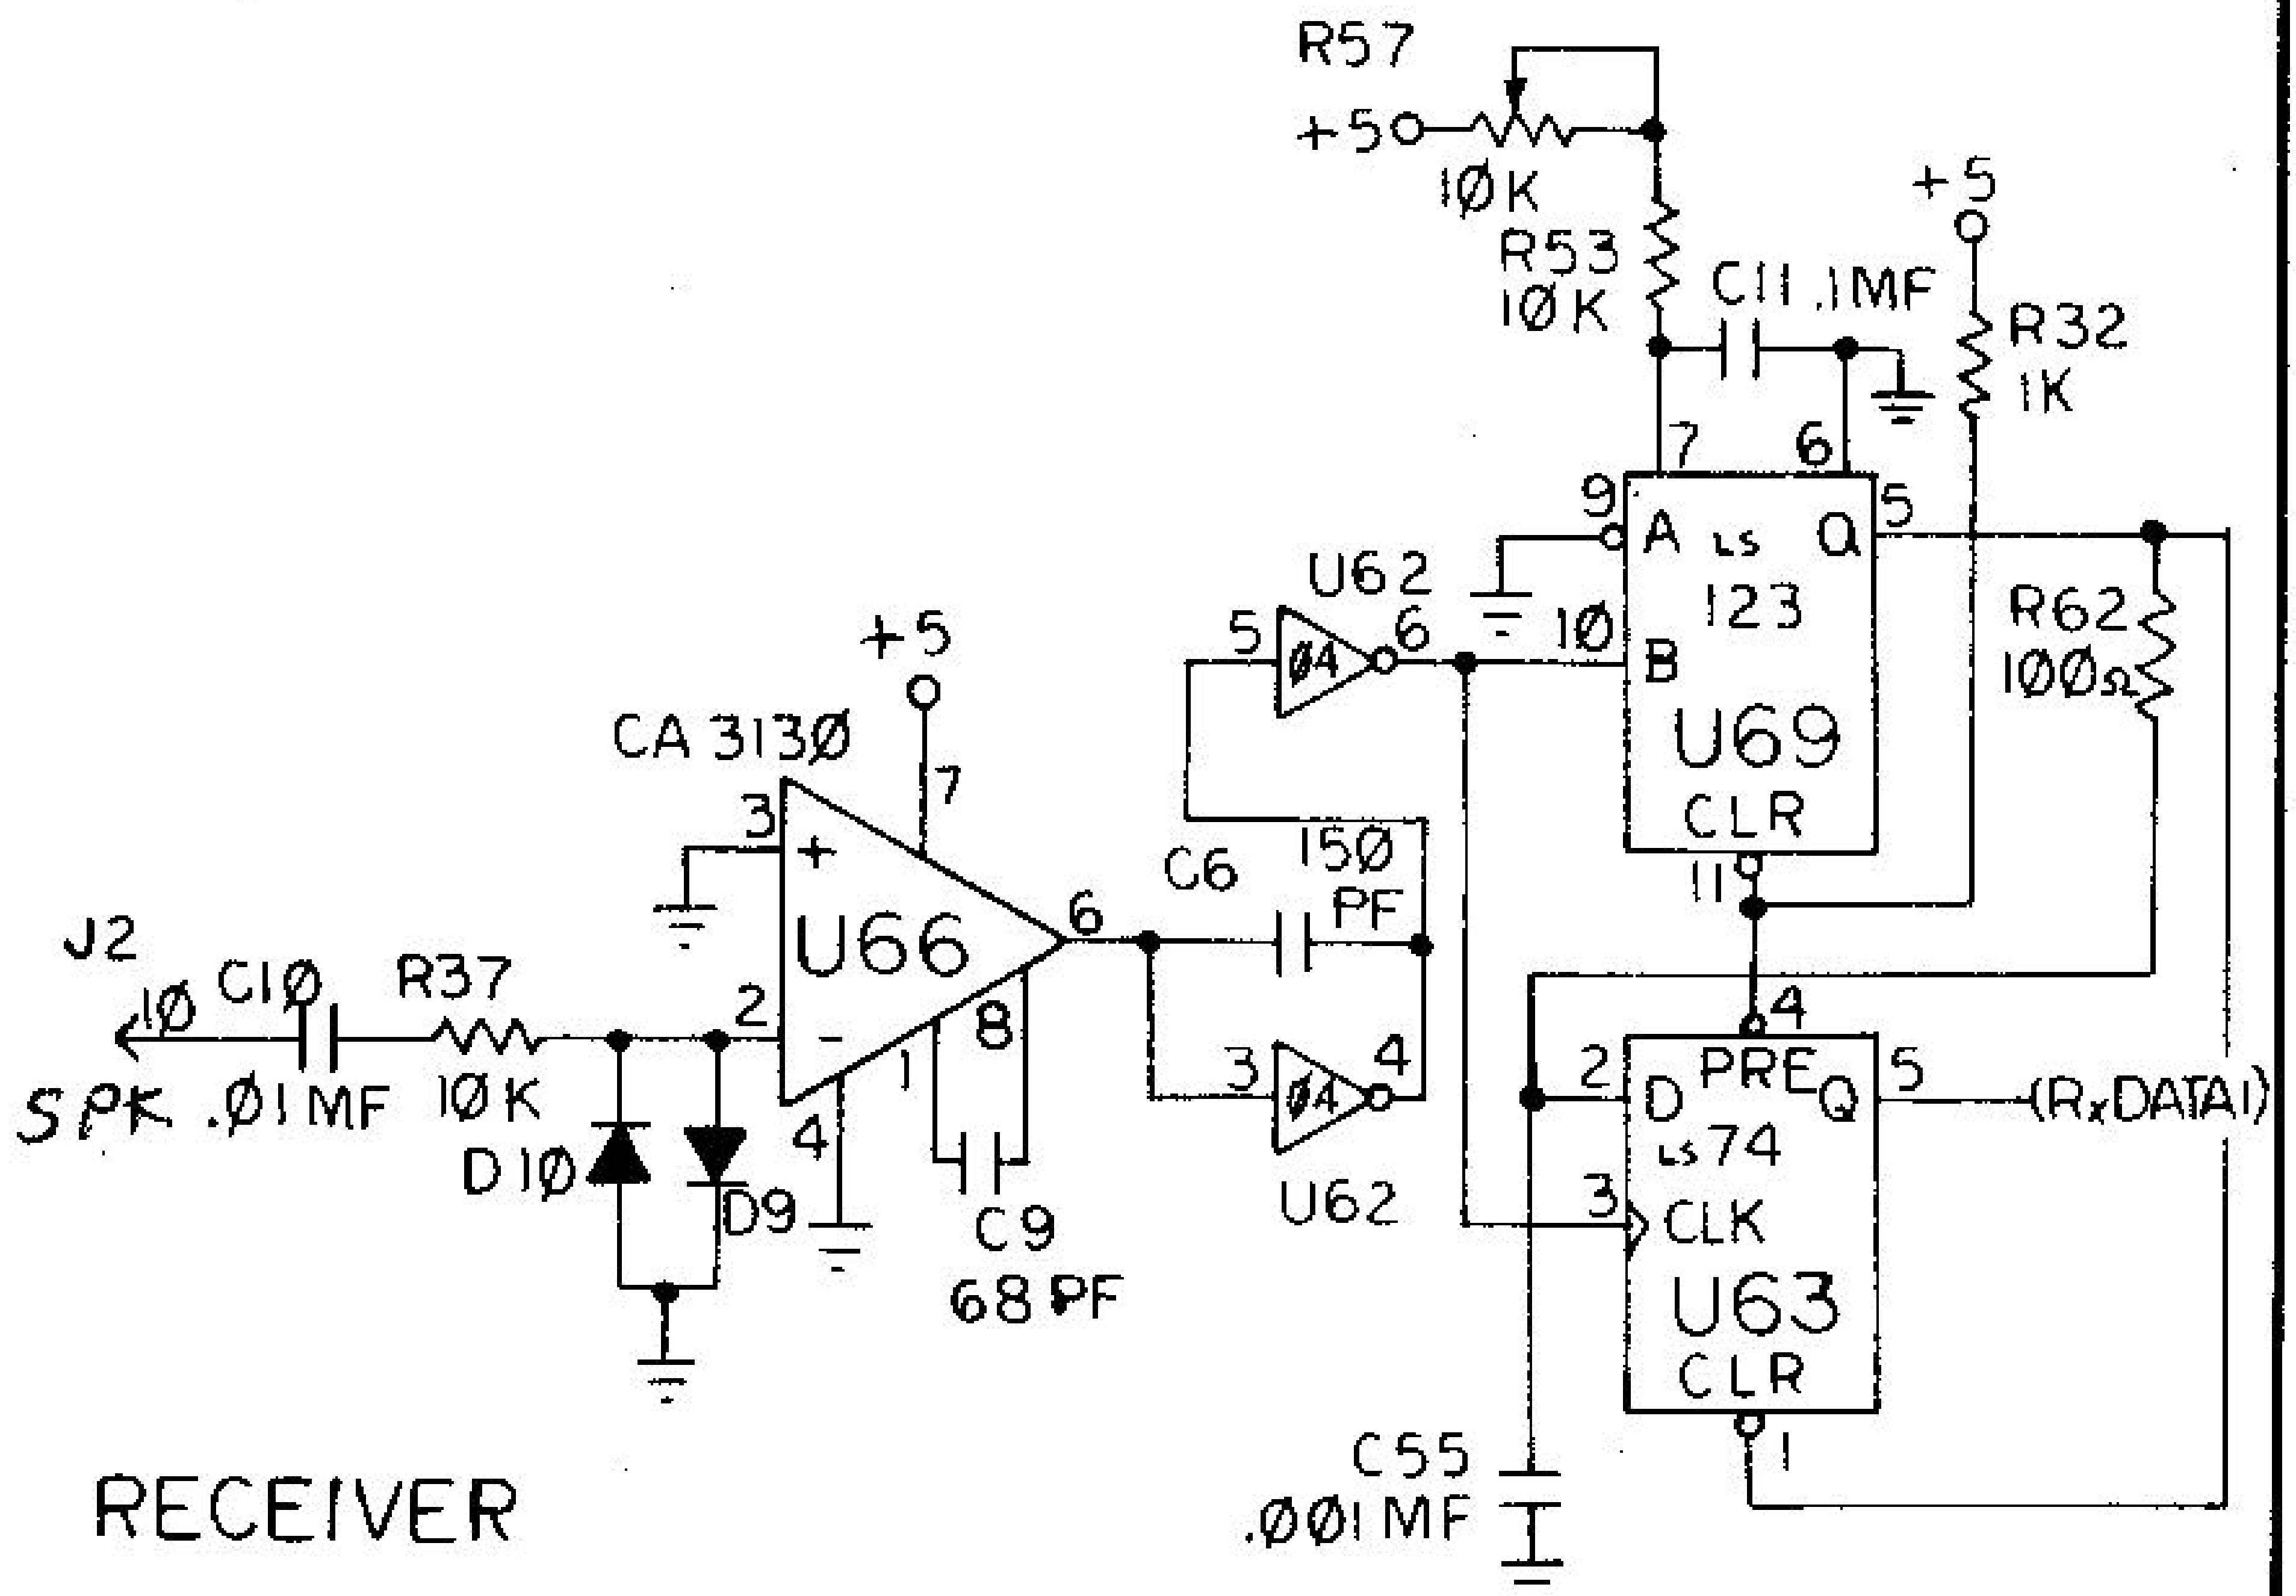 R57
+5
10K
+5
R53
10K
C11 .1MF
R32
1K
7
6
9
A
LS
Q
5
123
U62
5
04
6
10
B
R62
100Ω
U69
CLR
11
+5
CA 3130
7
3
+
U66
6
C6
150
PF
J2
10
C10
R37
2
-
8
1
4
SPK
.01MF
10K
D10
D9
3
04
4
U62
C9
68PF
4
2
D
PRE
Q
5
(RxDATA1)
LS74
3
CLK
U63
CLR
1
C55
.001MF
RECEIVER